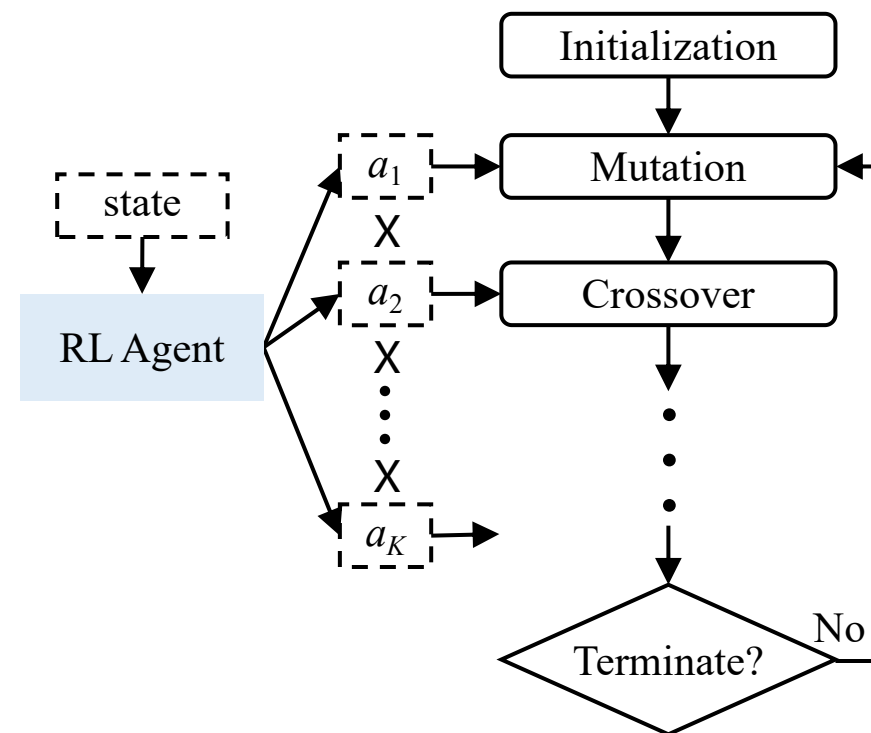 Initialization
a1
Mutation
state
X
a2
Crossover
RL Agent
X
X
aK
No
Terminate?